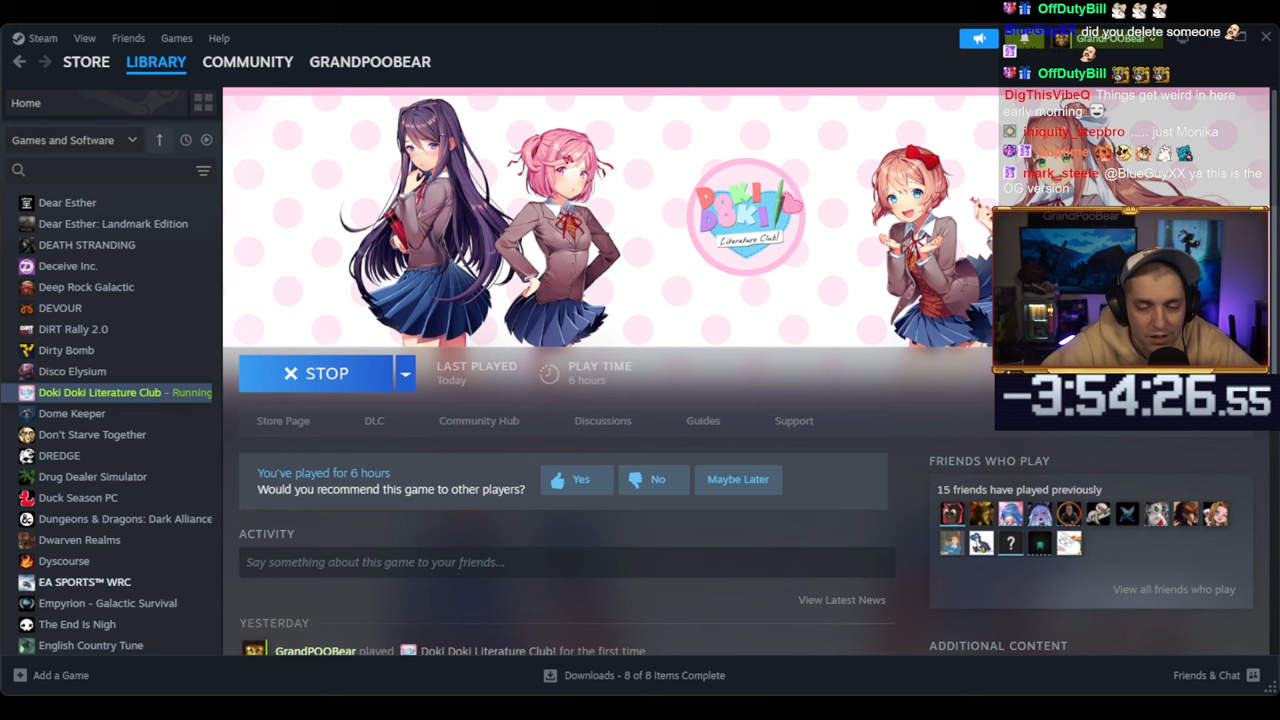 Steam View Friends Games Help
GrandPOOBear
STORE LIBRARY COMMUNITY GRANDPOOBEAR
Home
Games and Software
Dear Esther
Dear Esther: Landmark Edition
DEATH STRANDING
Deceive Inc.
Deep Rock Galactic
DEVOUR
DiRT Rally 2.0
Dirty Bomb
Disco Elysium
Doki Doki Literature Club - Running
Dome Keeper
Don't Starve Together
DREDGE
Drug Dealer Simulator
Duck Season PC
Dungeons & Dragons: Dark Alliance
Dwarven Realms
Dyscourse
EA SPORTS™ WRC
Empyrion - Galactic Survival
The End Is Nigh
English Country Tune
DOKI
DOKI
Literature Club!
STOP
LAST PLAYED
Today
PLAY TIME
6 hours
Store Page DLC Community Hub Discussions Guides Support
You've played for 6 hours
Would you recommend this game to other players?
Yes No Maybe Later
ACTIVITY
Say something about this game to your friends...
View Latest News
YESTERDAY
GrandPOOBear played Doki Doki Literature Club! for the first time
FRIENDS WHO PLAY
15 friends have played previously
?
View all friends who play
ADDITIONAL CONTENT
OffDutyBill
BlueGuyXX did you delete someone
OffDutyBill
DigThisVibeQ Things get weird in here
early morning
iniquity_stepbro ..... just Monika
mark_steele @BlueGuyXX ya this is the
OG version
GrandPOOBear
-3:54:26.55
Add a Game
Downloads - 8 of 8 Items Complete
Friends & Chat